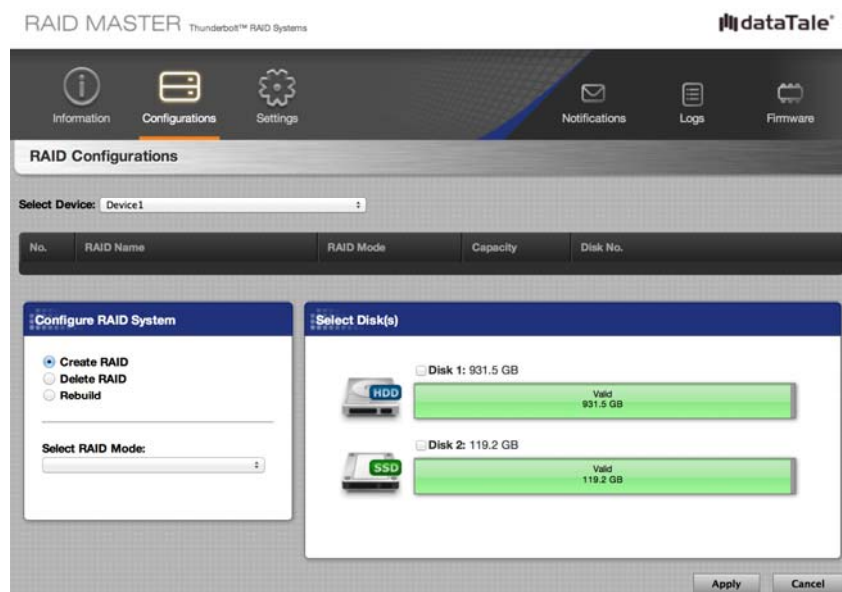 RAID MASTER Thunderbolt™ RAID Systems
dataTale®
Information
Configurations
Settings
Notifications
Logs
Firmware
RAID Configurations
Select Device: Device1
No. RAID Name RAID Mode Capacity Disk No.
Configure RAID System
Create RAID
Delete RAID
Rebuild
Select RAID Mode:
Select Disk(s)
HDD
Disk 1: 931.5 GB
Valid
931.5 GB
SSD
Disk 2: 119.2 GB
Valid
119.2 GB
Apply Cancel